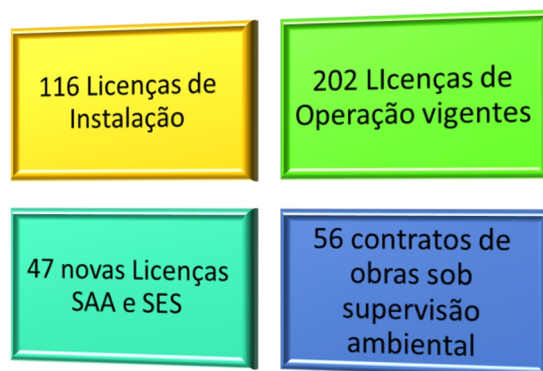 116 Licenças de
Instalação
202 LIcenças de
Operação vigentes
47 novas Licenças
SAA e SES
56 contratos de
obras sob
supervisão
ambiental